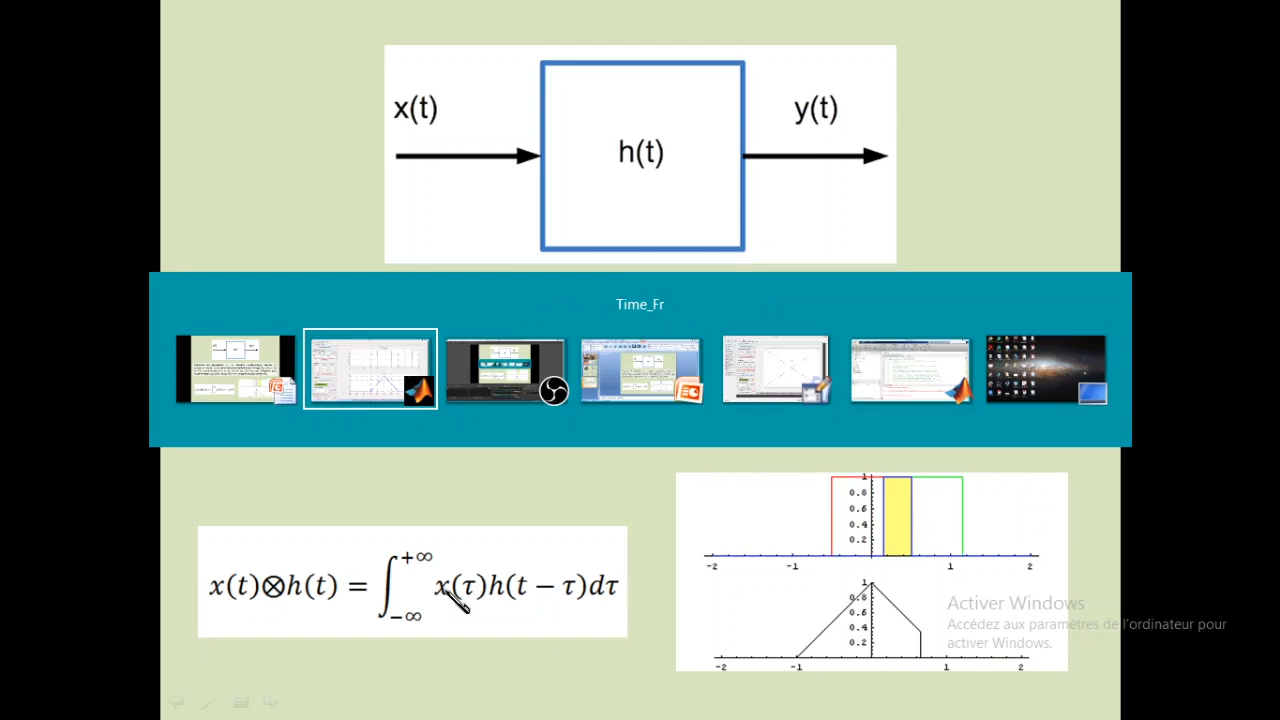 x(t)
h(t)
y(t)
Time_Fr
x(t)⊗h(t) = ∫_{-∞}^{+∞} x(τ)h(t − τ)dτ
1
0.8
0.6
0.4
0.2
-2 -1 1 2
1
0.8
0.6
0.4
0.2
-2 -1 1 2
Activer Windows
Accédez aux paramètres de l'ordinateur pour
activer Windows.